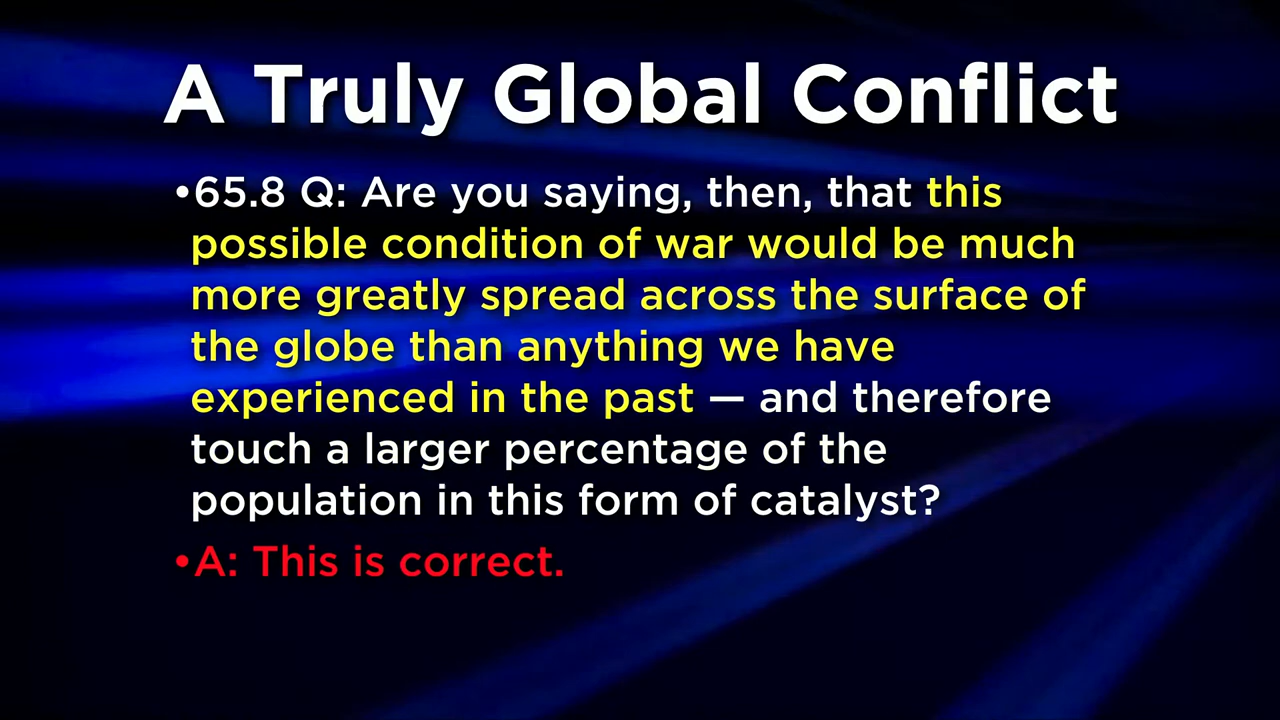 A Truly Global Conflict
•65.8 Q: Are you saying, then, that this
possible condition of war would be much
more greatly spread across the surface of
the globe than anything we have
experienced in the past — and therefore
touch a larger percentage of the
population in this form of catalyst?
•A: This is correct.